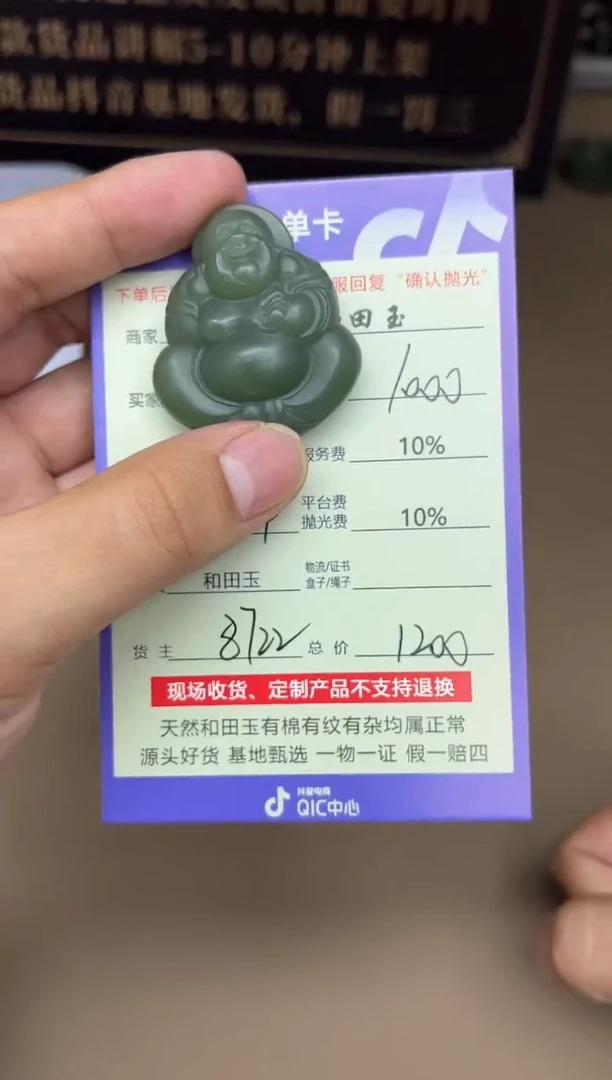 款货品讲解5-10分钟上架
货品抖音基地发货，假一
单卡
下单后
服回复“确认抛光”
商家 田玉
买家 1000
服务费 10%
平台费
抛光费 10%
和田玉 物流/证书
盒子/绳子
货主 8722 总价 1200
现场收货、定制产品不支持退换
天然和田玉有棉有纹有杂均属正常
源头好货 基地甄选 一物一证 假一赔四
抖音电商
QIC中心